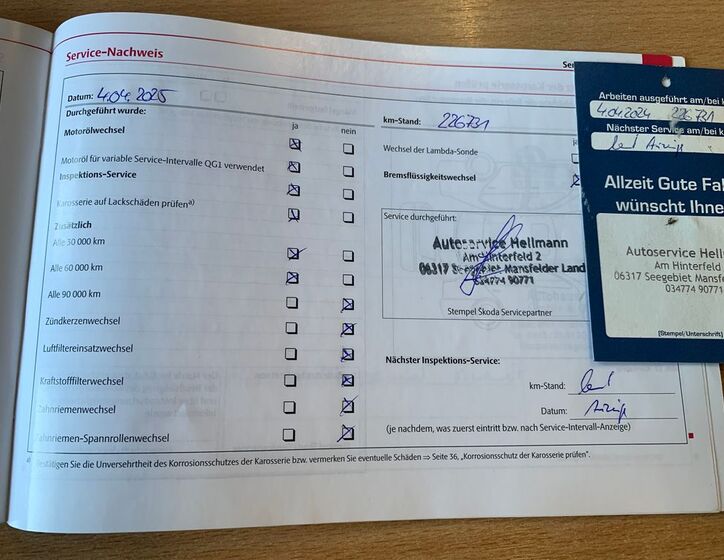 Service-Nachweis
Datum: 4.04. 2025
Durchgeführt wurde:
ja nein
Motorölwechsel
Motoröl für variable Service-Intervalle QG1 verwendet
Inspektions-Service
Karosserie auf Lackschäden prüfen a)
Zusätzlich
Alle 30 000 km
Alle 60 000 km
Alle 90 000 km
Zündkerzenwechsel
Luftfiltereinsatzwechsel
Kraftstofffilterwechsel
Zahnriemenwechsel
Zahnriemen-Spannrollenwechsel
km-Stand: 226731
Wechsel der Lambda-Sonde
Bremsflüssigkeitswechsel
Service durchgeführt:
Autoservice Hellmann
Am Hinterfeld 2
06317 Seegebiet Mansfelder Land
034774 90771
Stempel Škoda Servicepartner
Nächster Inspektions-Service:
km-Stand: laut
Datum: Anzeige
(je nachdem, was zuerst eintritt bzw. nach Service-Intervall-Anzeige)
a) Bestätigen Sie die Unversehrtheit des Korrosionsschutzes der Karosserie bzw. vermerken Sie eventuelle Schäden ⇒ Seite 36, „Korrosionsschutz der Karosserie prüfen“.
Arbeiten ausgeführt am/bei k
4.04.2024 226731
Nächster Service am/bei k
laut Anzeige
Allzeit Gute Fa
wünscht Ihne
Autoservice Hell
Am Hinterfeld
06317 Seegebiet Mansfe
034774 90771
(Stempel/Unterschrift)